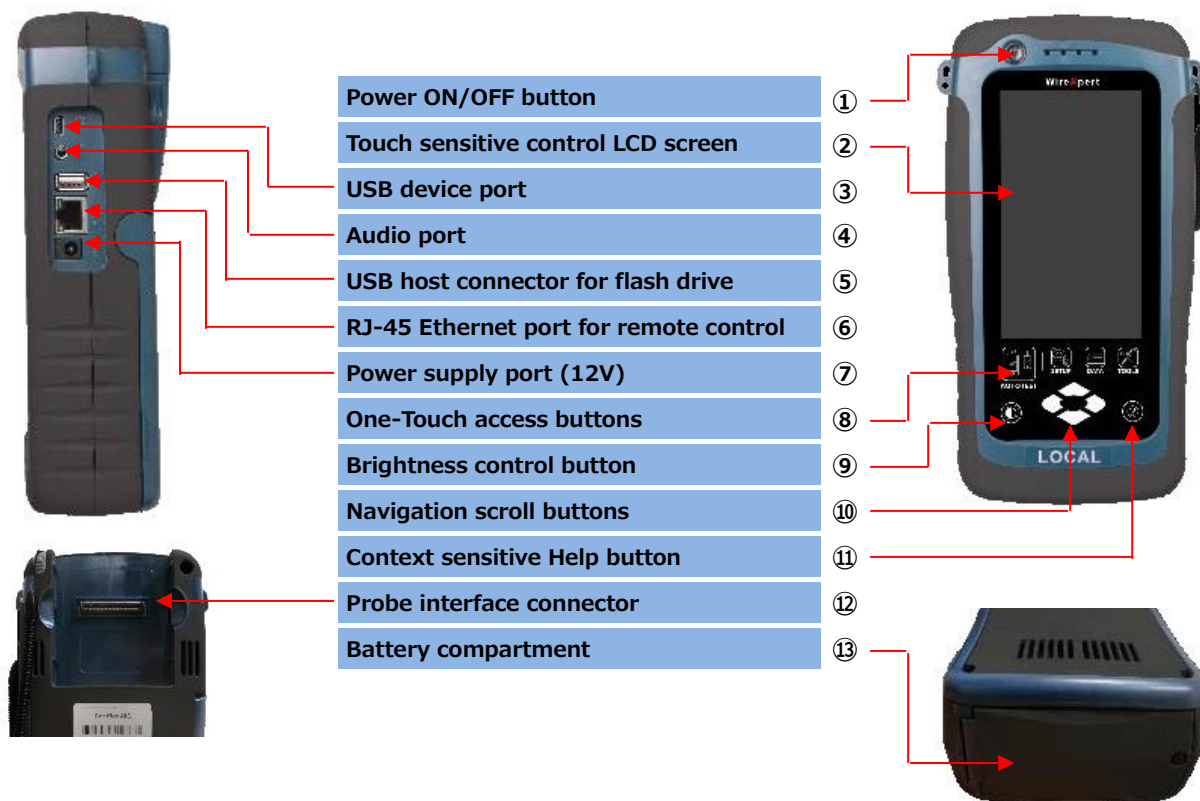 Power ON/OFF button ①
Touch sensitive control LCD screen ②
USB device port ③
Audio port ④
USB host connector for flash drive ⑤
RJ-45 Ethernet port for remote control ⑥
Power supply port (12V) ⑦
One-Touch access buttons ⑧
Brightness control button ⑨
Navigation scroll buttons ⑩
Context sensitive Help button ⑪
Probe interface connector ⑫
Battery compartment ⑬
WireXpert
AUTOTEST SETUP DATA TOOLS
LOCAL